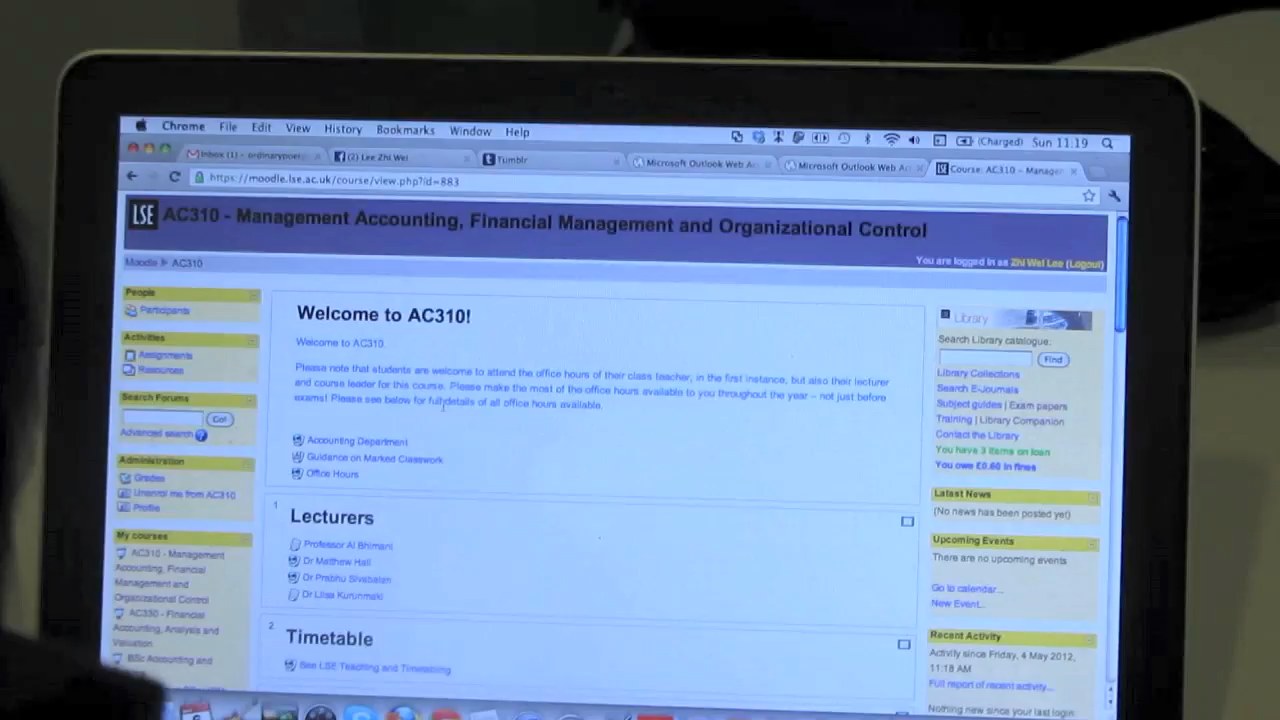 Chrome File Edit View History Bookmarks Window Help (Charged) Sun 11:19
Inbox (1) - ordinarypoe (2) Lee Zhi Wei Tumblr Microsoft Outlook Web Ac Microsoft Outlook Web Ac Course: AC310 – Manage
https://moodle.lse.ac.uk/course/view.php?id=883
LSE AC310 - Management Accounting, Financial Management and Organizational Control
You are logged in as Zhi Wei Lee (Logout)
Moodle ► AC310
People
Participants
Activities
Assignments
Resources
Search Forums
Go!
Advanced search ?
Administration
Grades
Unenrol me from AC310
Profile
My courses
AC310 - Management
Accounting, Financial
Management and
Organizational Control
AC330 - Financial
Accounting, Analysis and
Valuation
BSc Accounting and
Welcome to AC310!
Welcome to AC310.
Please note that students are welcome to attend the office hours of their class teacher, in the first instance, but also their lecturer
and course leader for this course. Please make the most of the office hours available to you throughout the year – not just before
exams! Please see below for full details of all office hours available.
Accounting Department
Guidance on Marked Classwork
Office Hours
1
Lecturers
Professor Al Bhimani
Dr Matthew Hall
Dr Prabhu Sivabalan
Dr Liisa Kurunmaki
2
Timetable
See LSE Teaching and Timetabling
Library
Search Library catalogue:
Find
Library Collections
Search E-Journals
Subject guides | Exam papers
Training | Library Companion
Contact the Library
You have 3 items on loan
You owe £0.60 in fines
Latest News
(No news has been posted yet)
Upcoming Events
There are no upcoming events
Go to calendar...
New Event...
Recent Activity
Activity since Friday, 4 May 2012,
11:18 AM
Full report of recent activity...
Nothing new since your last login